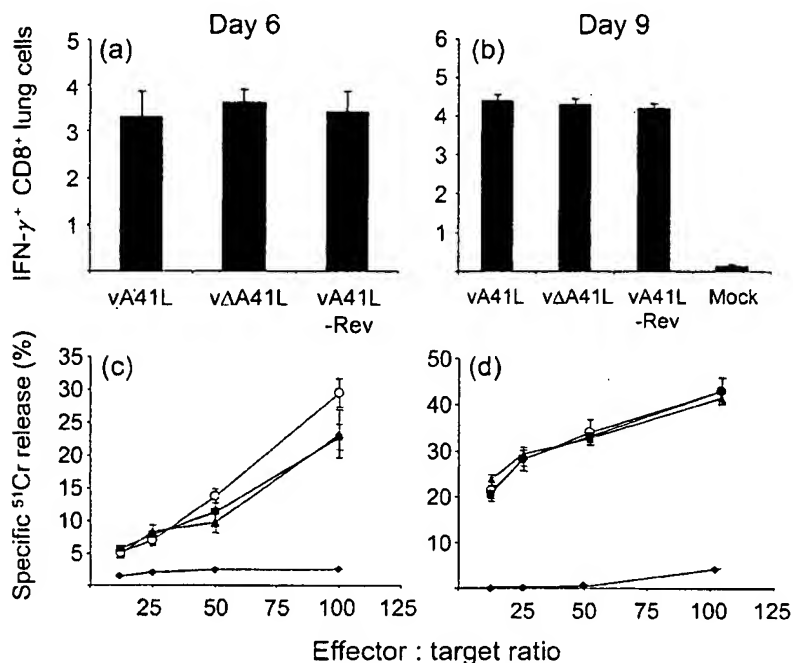 Day 6
Day 9
(a)
(b)
IFN-γ⁺ CD8⁺ lung cells
5
4
3
2
1
vA41L
vΔA41L
vA41L
-Rev
6
5
4
3
2
1
vA41L
vΔA41L
vA41L
-Rev
Mock
(c)
(d)
Specific ⁵¹Cr release (%)
35
30
25
20
15
10
5
25
50
75
100
125
50
40
30
20
10
25
50
75
100
125
Effector : target ratio